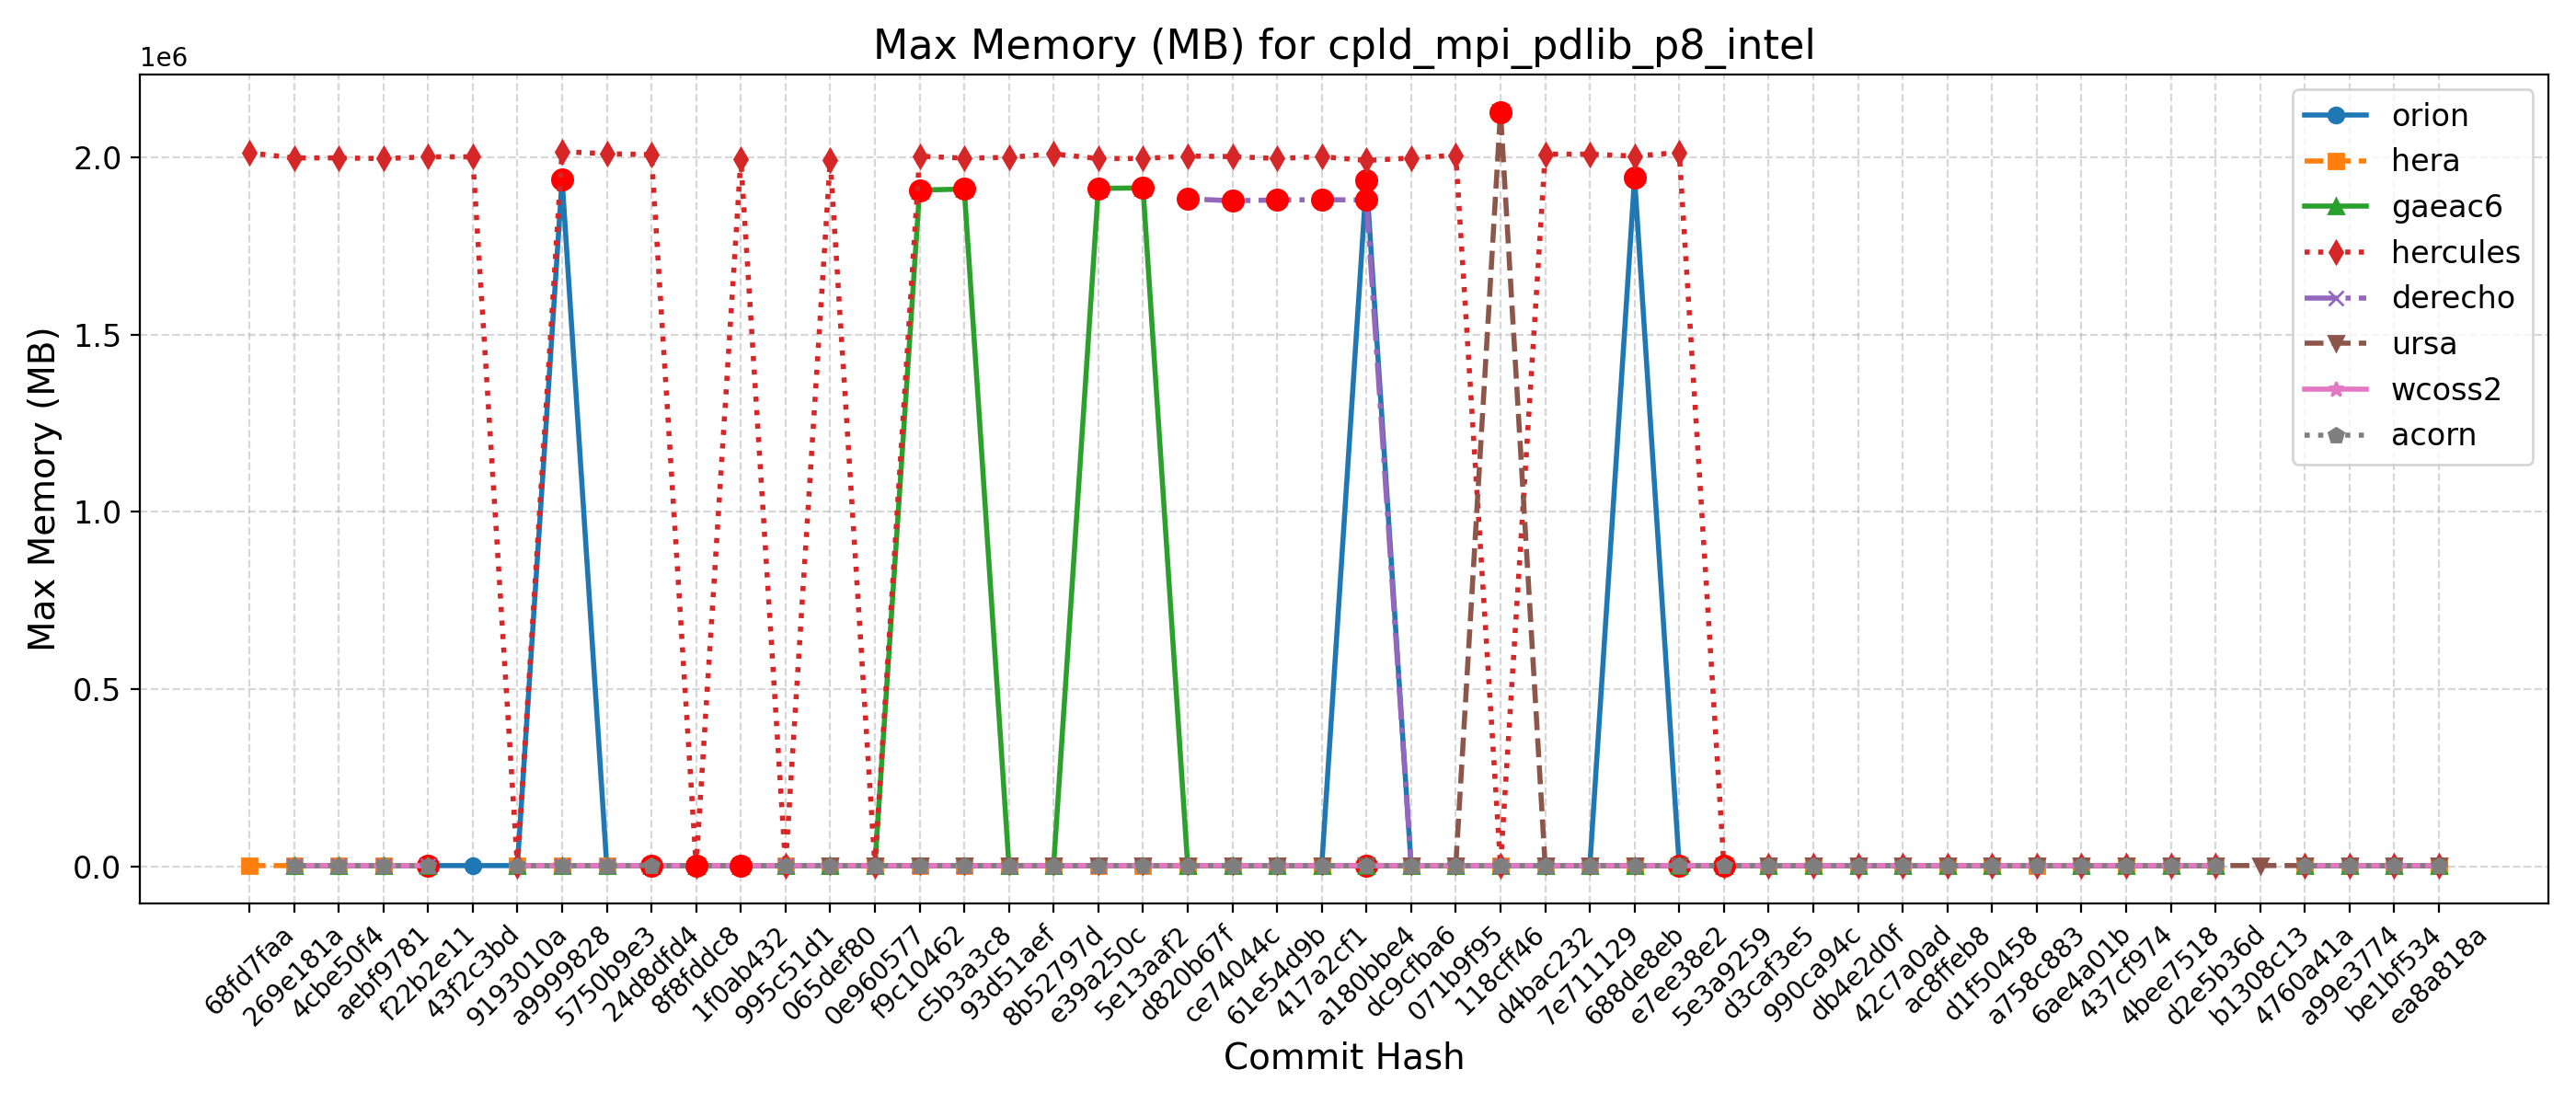 Max Memory (MB) for cpld_mpi_pdlib_p8_intel
1e6
2.0
1.5
1.0
0.5
0.0
Max Memory (MB)
orion
hera
gaeac6
hercules
derecho
ursa
wcoss2
acorn
68fd7faa
269e181a
4cbe50f4
aebf9781
f22b2e11
43f2c3bd
9193010a
a9999828
5750b9e3
24d8dfd4
8f8fddc8
1f0ab432
995c51d1
065def80
0e960577
f9c10462
c5b3a3c8
93d51aef
8b52797d
e39a250c
5e13aaf2
d820b67f
ce74044c
61e54d9b
417a2cf1
a180bbe4
dc9cfba6
071b9f95
118cff46
d4bac232
7e711129
688de8eb
e7ee38e2
5e3a9259
d3caf3e5
990ca94c
db4e2d0f
42c7a0ad
ac8ffeb8
d1f50458
a758c883
6ae4a01b
437cf974
4bee7518
d2e5b36d
b1308c13
4760a41a
a99e3774
be1bf534
ea8a818a
Commit Hash